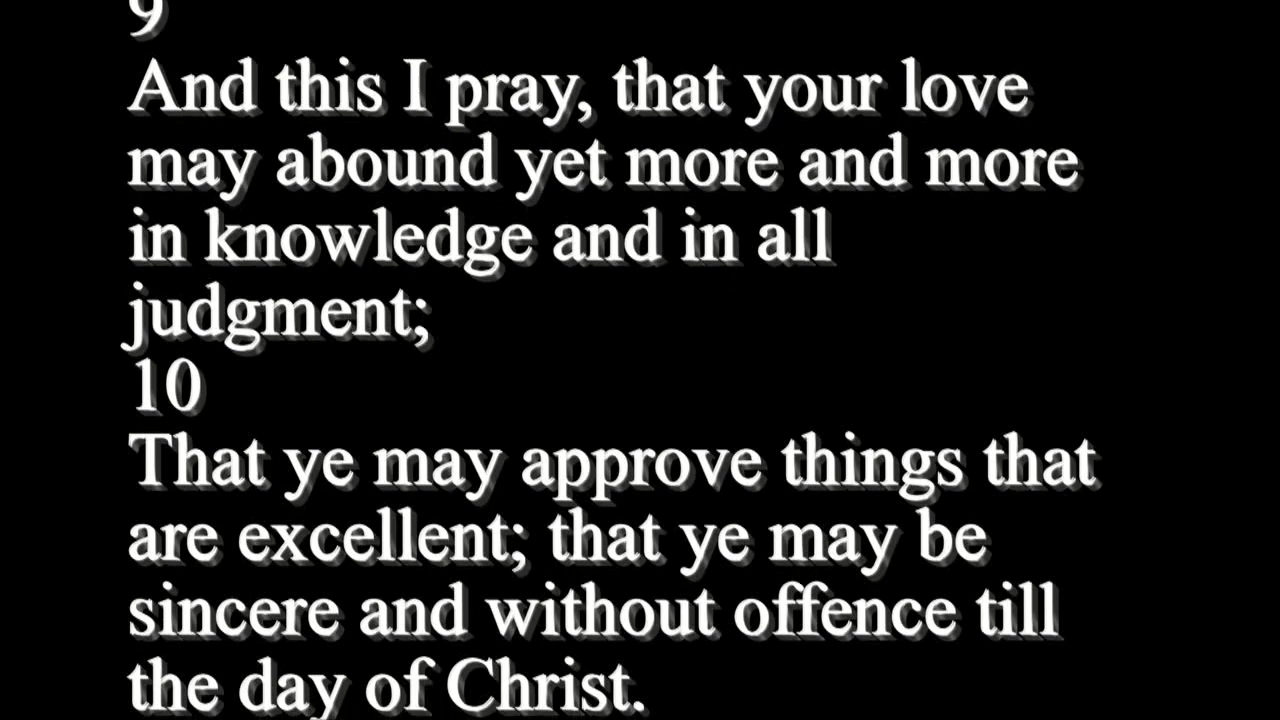 9
And this I pray, that your love
may abound yet more and more
in knowledge and in all
judgment;
10
That ye may approve things that
are excellent; that ye may be
sincere and without offence till
the day of Christ.